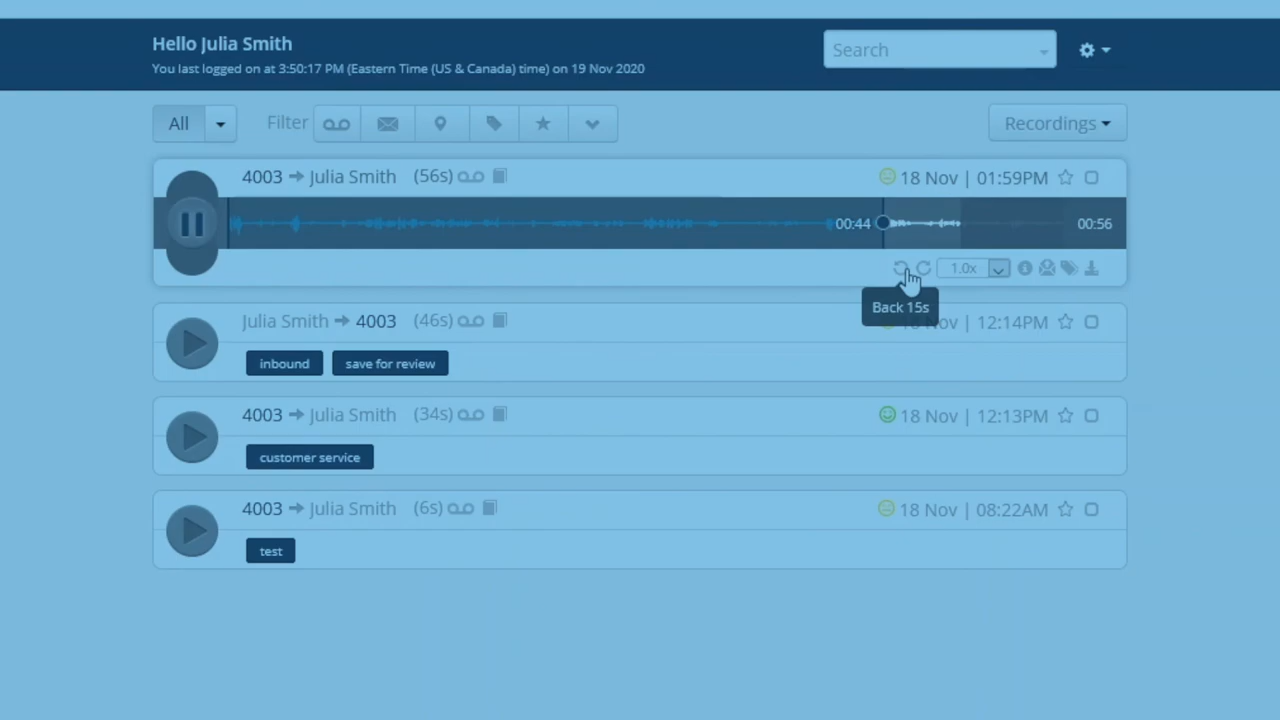 Hello Julia Smith
You last logged on at 3:50:17 PM (Eastern Time (US & Canada) time) on 19 Nov 2020
Search
All
Filter
Recordings
4003 → Julia Smith (56s)
18 Nov | 01:59PM
00:44
00:56
1.0x
Back 15s
Julia Smith → 4003 (46s)
18 Nov | 12:14PM
inbound
save for review
4003 → Julia Smith (34s)
18 Nov | 12:13PM
customer service
4003 → Julia Smith (6s)
18 Nov | 08:22AM
test